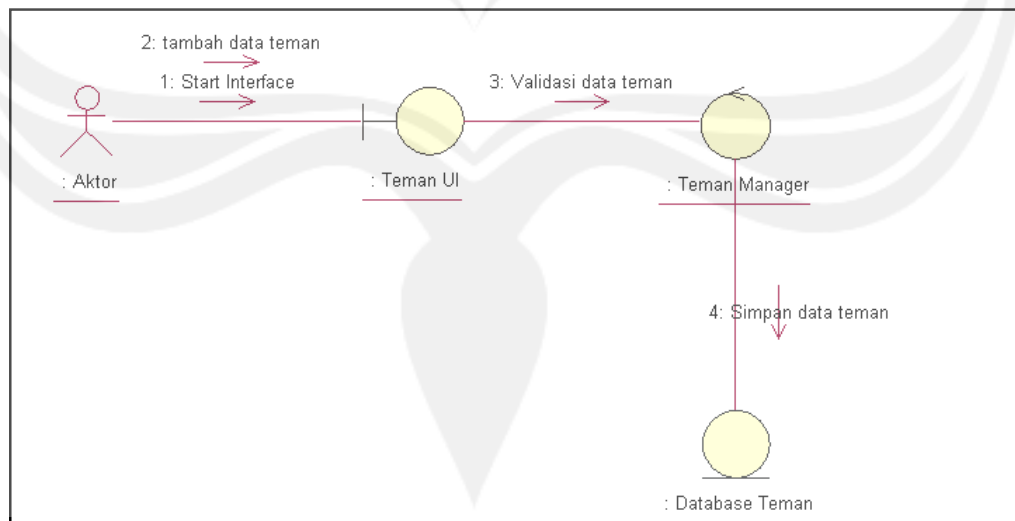 2: tambah data teman
1: Start Interface
3: Validasi data teman
: Aktor
: Teman UI
: Teman Manager
4: Simpan data teman
: Database Teman